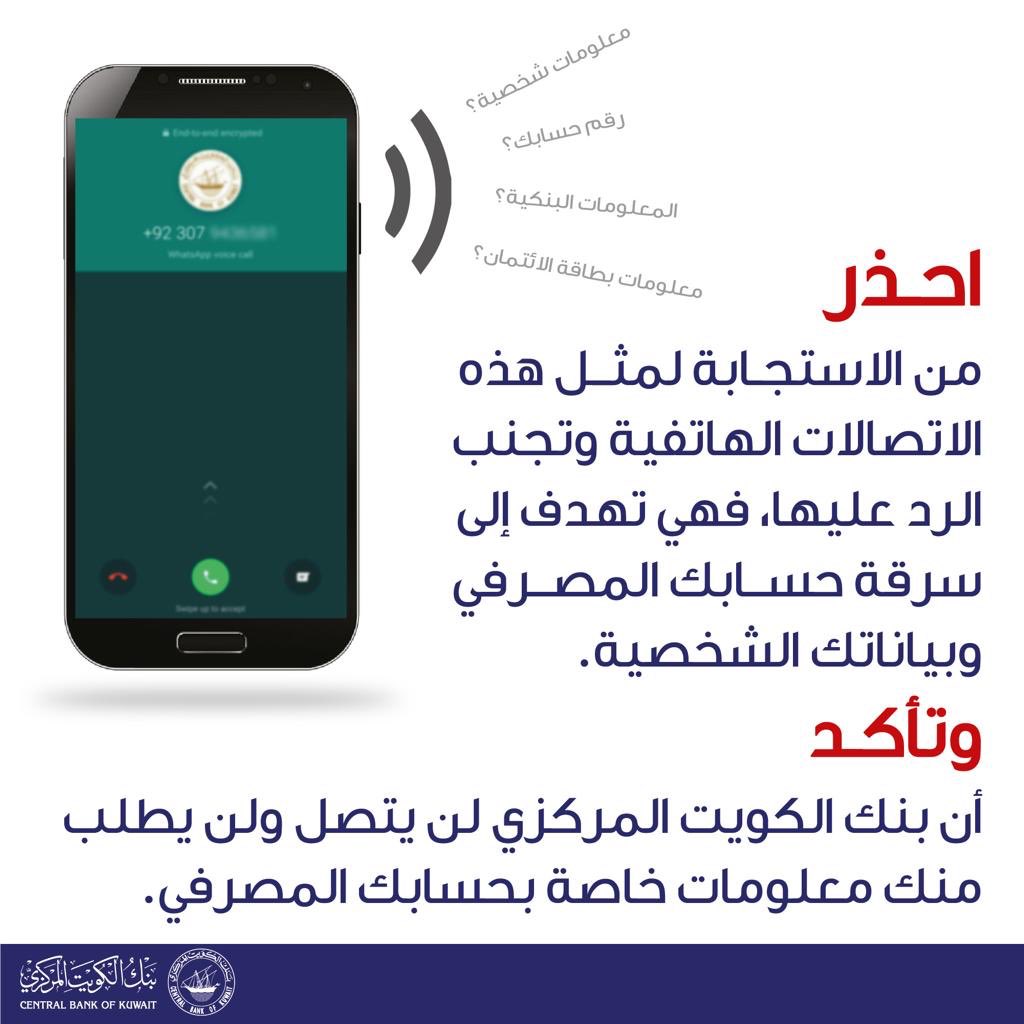 End-to-end encrypted
+92 307
WhatsApp voice call
Swipe up to accept
معلومات شخصية؟
رقم حسابك؟
المعلومات البنكية؟
معلومات بطاقة الائتمان؟
احذر
من الاستجابة لمثل هذه
الاتصالات الهاتفية وتجنب
الرد عليها، فهي تهدف إلى
سرقة حسابك المصرفي
وبياناتك الشخصية.
وتأكد
أن بنك الكويت المركزي لن يتصل ولن يطلب
منك معلومات خاصة بحسابك المصرفي.
بنك الكويت المركزي
CENTRAL BANK OF KUWAIT
بنك الكويت المركزي
CENTRAL BANK OF KUWAIT